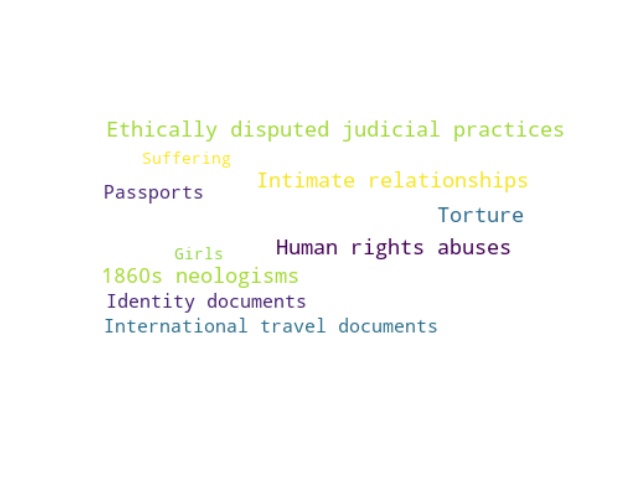 Ethically disputed judicial practices
Suffering
Intimate relationships
Passports
Torture
Human rights abuses
Girls
1860s neologisms
Identity documents
International travel documents